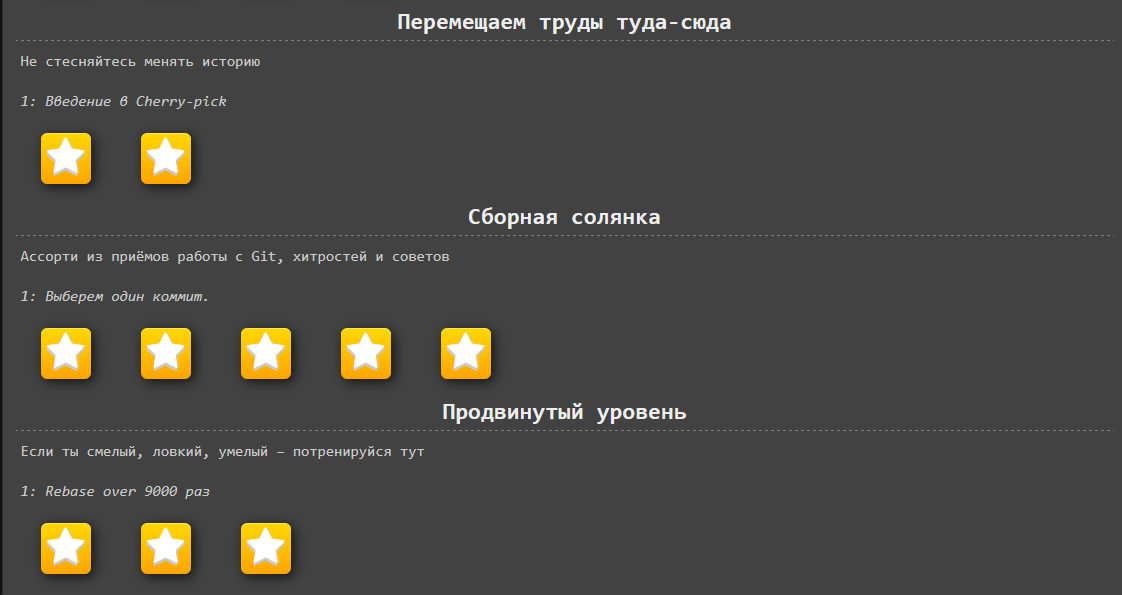 Перемещаем труды туда-сюда
Не стесняйтесь менять историю
1: Введение в Cherry-pick
Сборная солянка
Ассорти из приёмов работы с Git, хитростей и советов
1: Выберем один коммит.
Продвинутый уровень
Если ты смелый, ловкий, умелый – потренируйся тут
1: Rebase over 9000 раз